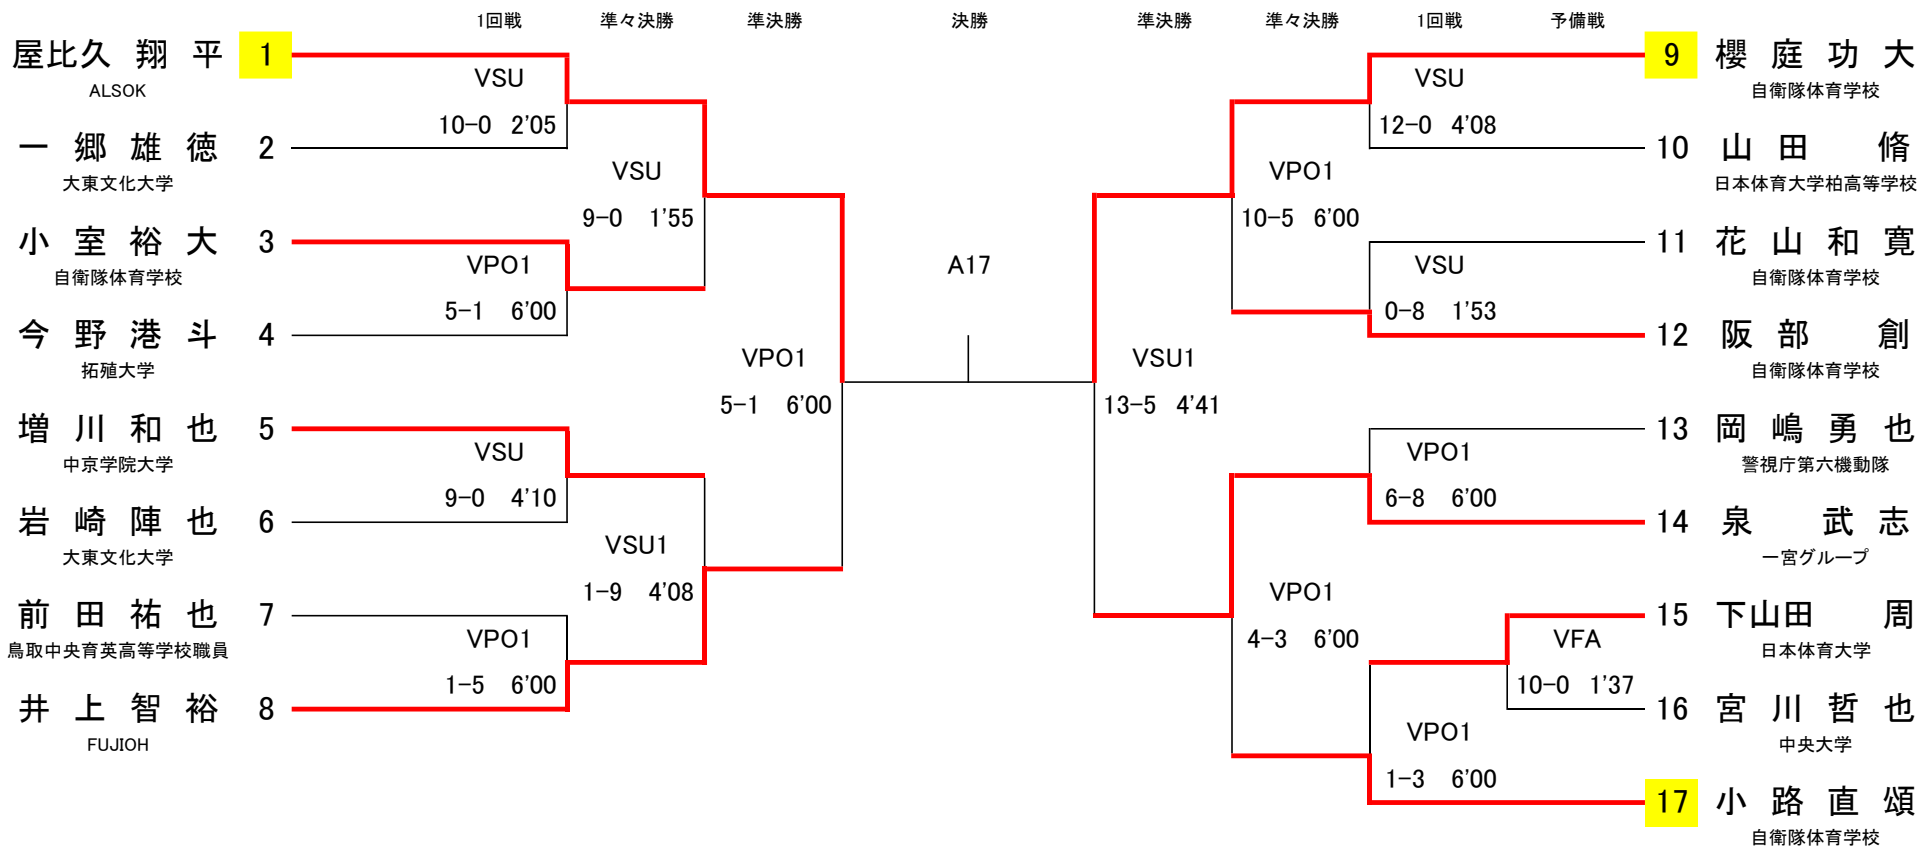 1回戦 準々決勝 準決勝 決勝 準決勝 準々決勝 1回戦 予備戦
屋比久 翔 平 1
ALSOK
VSU
10-0 2'05
一 郷 雄 徳 2
大東文化大学
VSU
9-0 1'55
小 室 裕 大 3
自衛隊体育学校
VPO1
5-1 6'00
今 野 港 斗 4
拓殖大学
VPO1
5-1 6'00
増 川 和 也 5
中京学院大学
VSU
9-0 4'10
岩 崎 陣 也 6
大東文化大学
VSU1
1-9 4'08
前 田 祐 也 7
鳥取中央育英高等学校職員
VPO1
1-5 6'00
井 上 智 裕 8
FUJIOH
A17
9 櫻 庭 功 大
自衛隊体育学校
VSU
12-0 4'08
10 山 田 脩
日本体育大学柏高等学校
VPO1
10-5 6'00
11 花 山 和 寛
自衛隊体育学校
VSU
0-8 1'53
12 阪 部 創
自衛隊体育学校
VSU1
13-5 4'41
13 岡 嶋 勇 也
警視庁第六機動隊
VPO1
6-8 6'00
14 泉 武 志
一宮グループ
VPO1
4-3 6'00
15 下山田 周
日本体育大学
VFA
10-0 1'37
16 宮 川 哲 也
中央大学
VPO1
1-3 6'00
17 小 路 直 頌
自衛隊体育学校